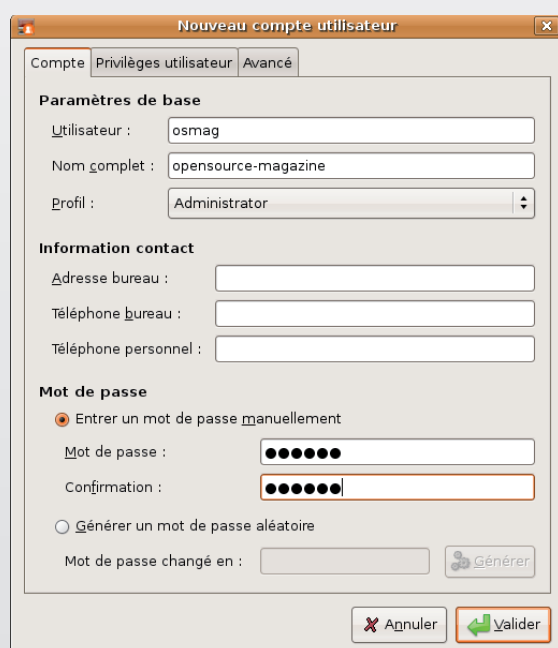 Nouveau compte utilisateur
Compte Privilèges utilisateur Avancé
Paramètres de base
Utilisateur : osmag
Nom complet : opensource-magazine
Profil : Administrator
Information contact
Adresse bureau :
Téléphone bureau :
Téléphone personnel :
Mot de passe
Entrer un mot de passe manuellement
Mot de passe : ●●●●●●
Confirmation : ●●●●●●
Générer un mot de passe aléatoire
Mot de passe changé en : Générer
Annuler Valider